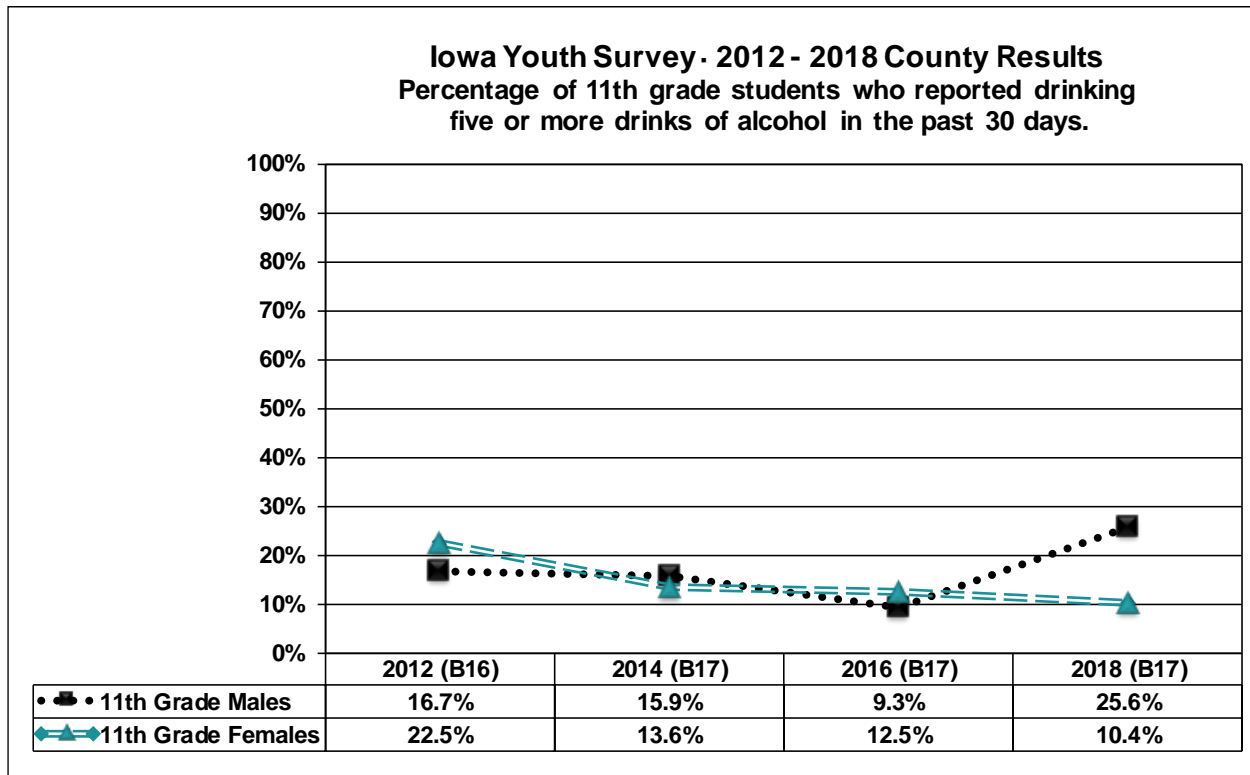 Iowa Youth Survey · 2012 - 2018 County Results
Percentage of 11th grade students who reported drinking
five or more drinks of alcohol in the past 30 days.
100%
90%
80%
70%
60%
50%
40%
30%
20%
10%
0%
2012 (B16) 2014 (B17) 2016 (B17) 2018 (B17)
11th Grade Males 16.7% 15.9% 9.3% 25.6%
11th Grade Females 22.5% 13.6% 12.5% 10.4%